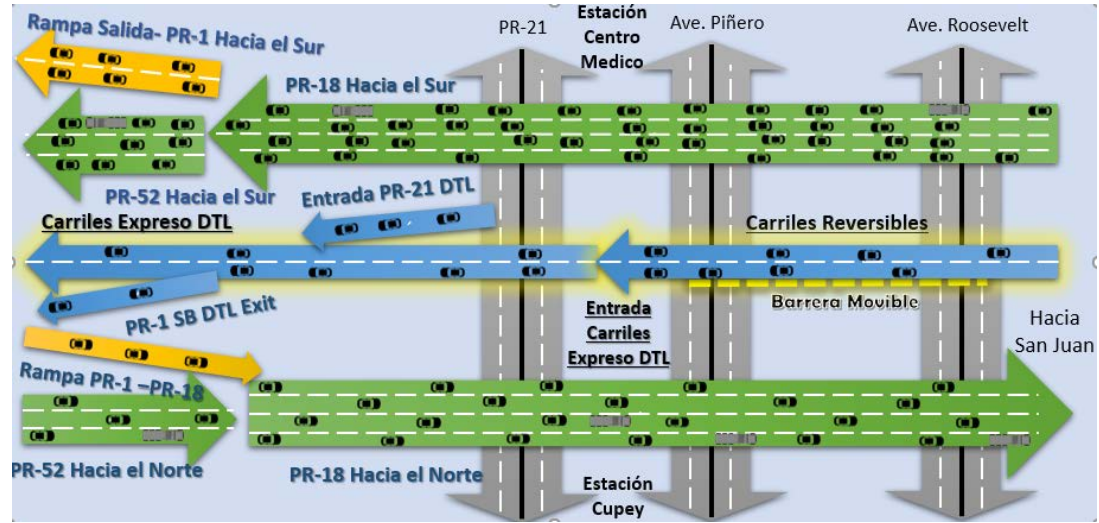 Rampa Salida- PR-1 Hacia el Sur
PR-21
Estación
Centro
Medico
Ave. Piñero
Ave. Roosevelt
PR-18 Hacia el Sur
PR-52 Hacia el Sur
Entrada PR-21 DTL
Carriles Expreso DTL
Carriles Reversibles
PR-1 SB DTL Exit
Entrada
Carriles
Expreso DTL
Barrera Movible
Hacia
San Juan
Rampa PR-1 –PR-18
PR-52 Hacia el Norte
PR-18 Hacia el Norte
Estación
Cupey